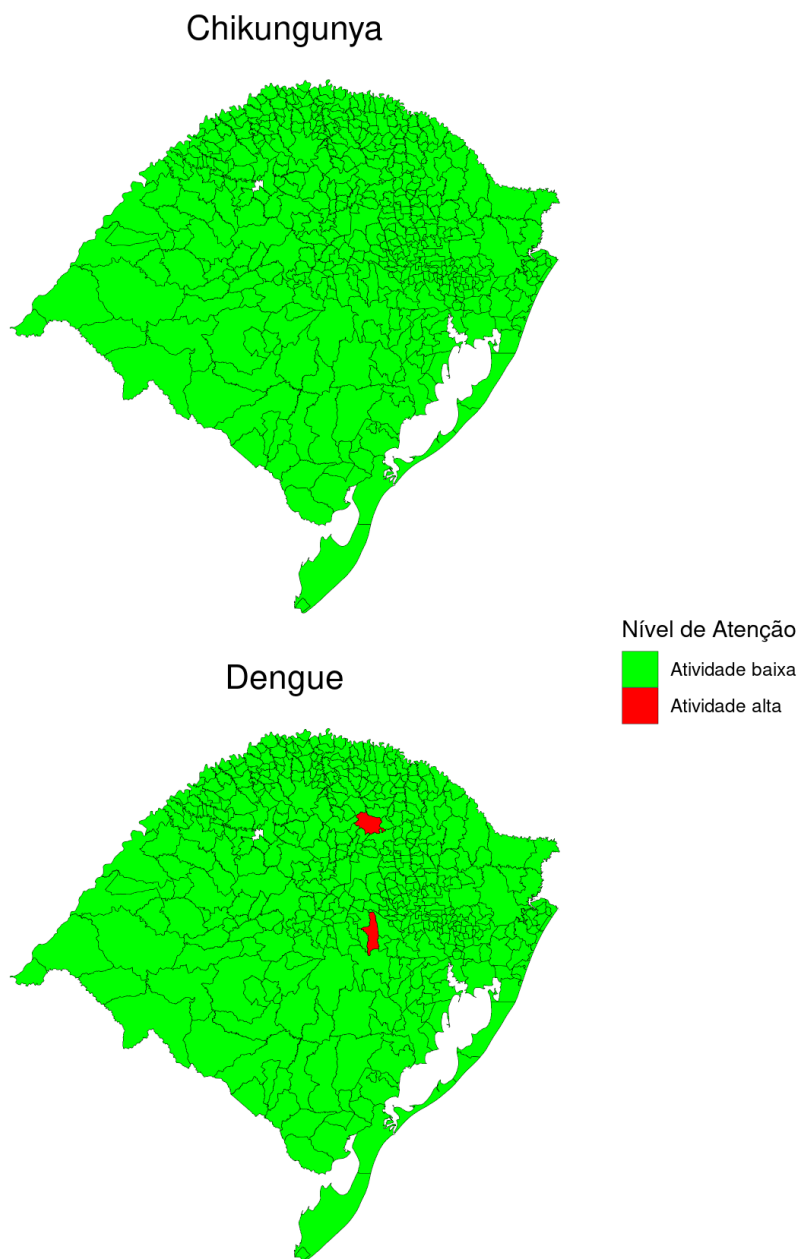 Chikungunya
Nível de Atenção
Atividade baixa
Atividade alta
Dengue